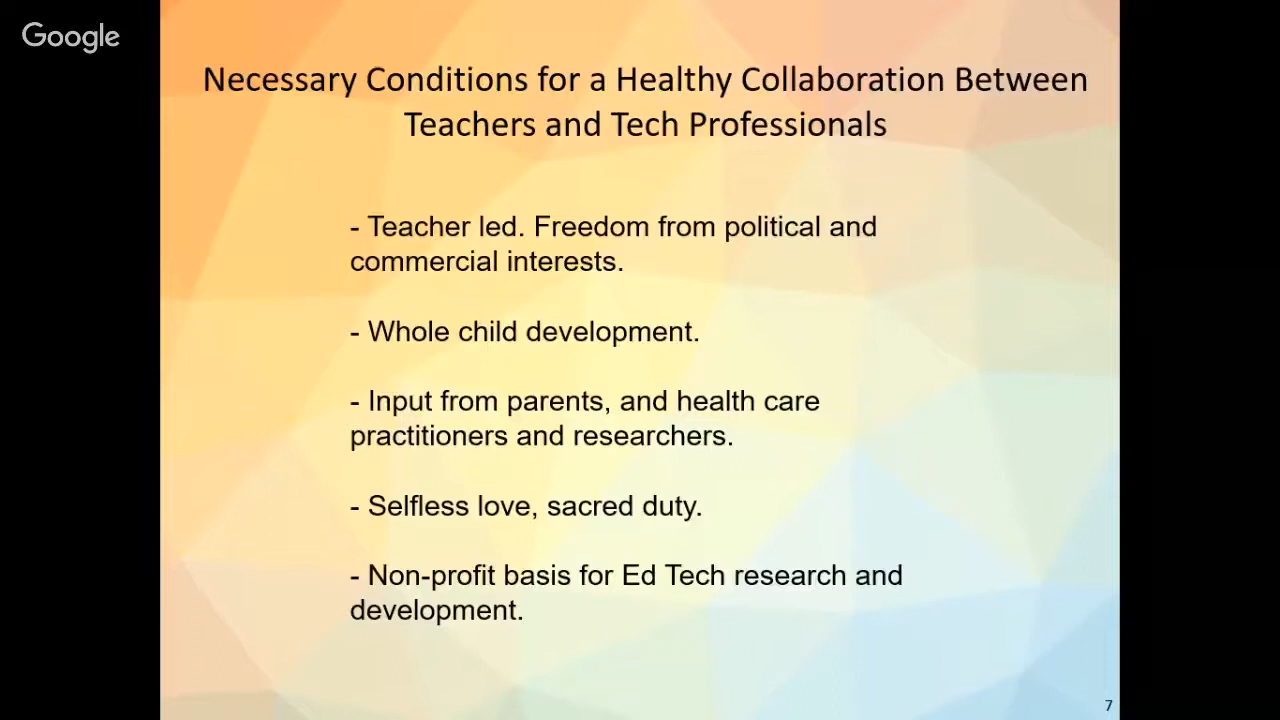 Google
Necessary Conditions for a Healthy Collaboration Between
Teachers and Tech Professionals
- Teacher led. Freedom from political and
commercial interests.
- Whole child development.
- Input from parents, and health care
practitioners and researchers.
- Selfless love, sacred duty.
- Non-profit basis for Ed Tech research and
development.
7